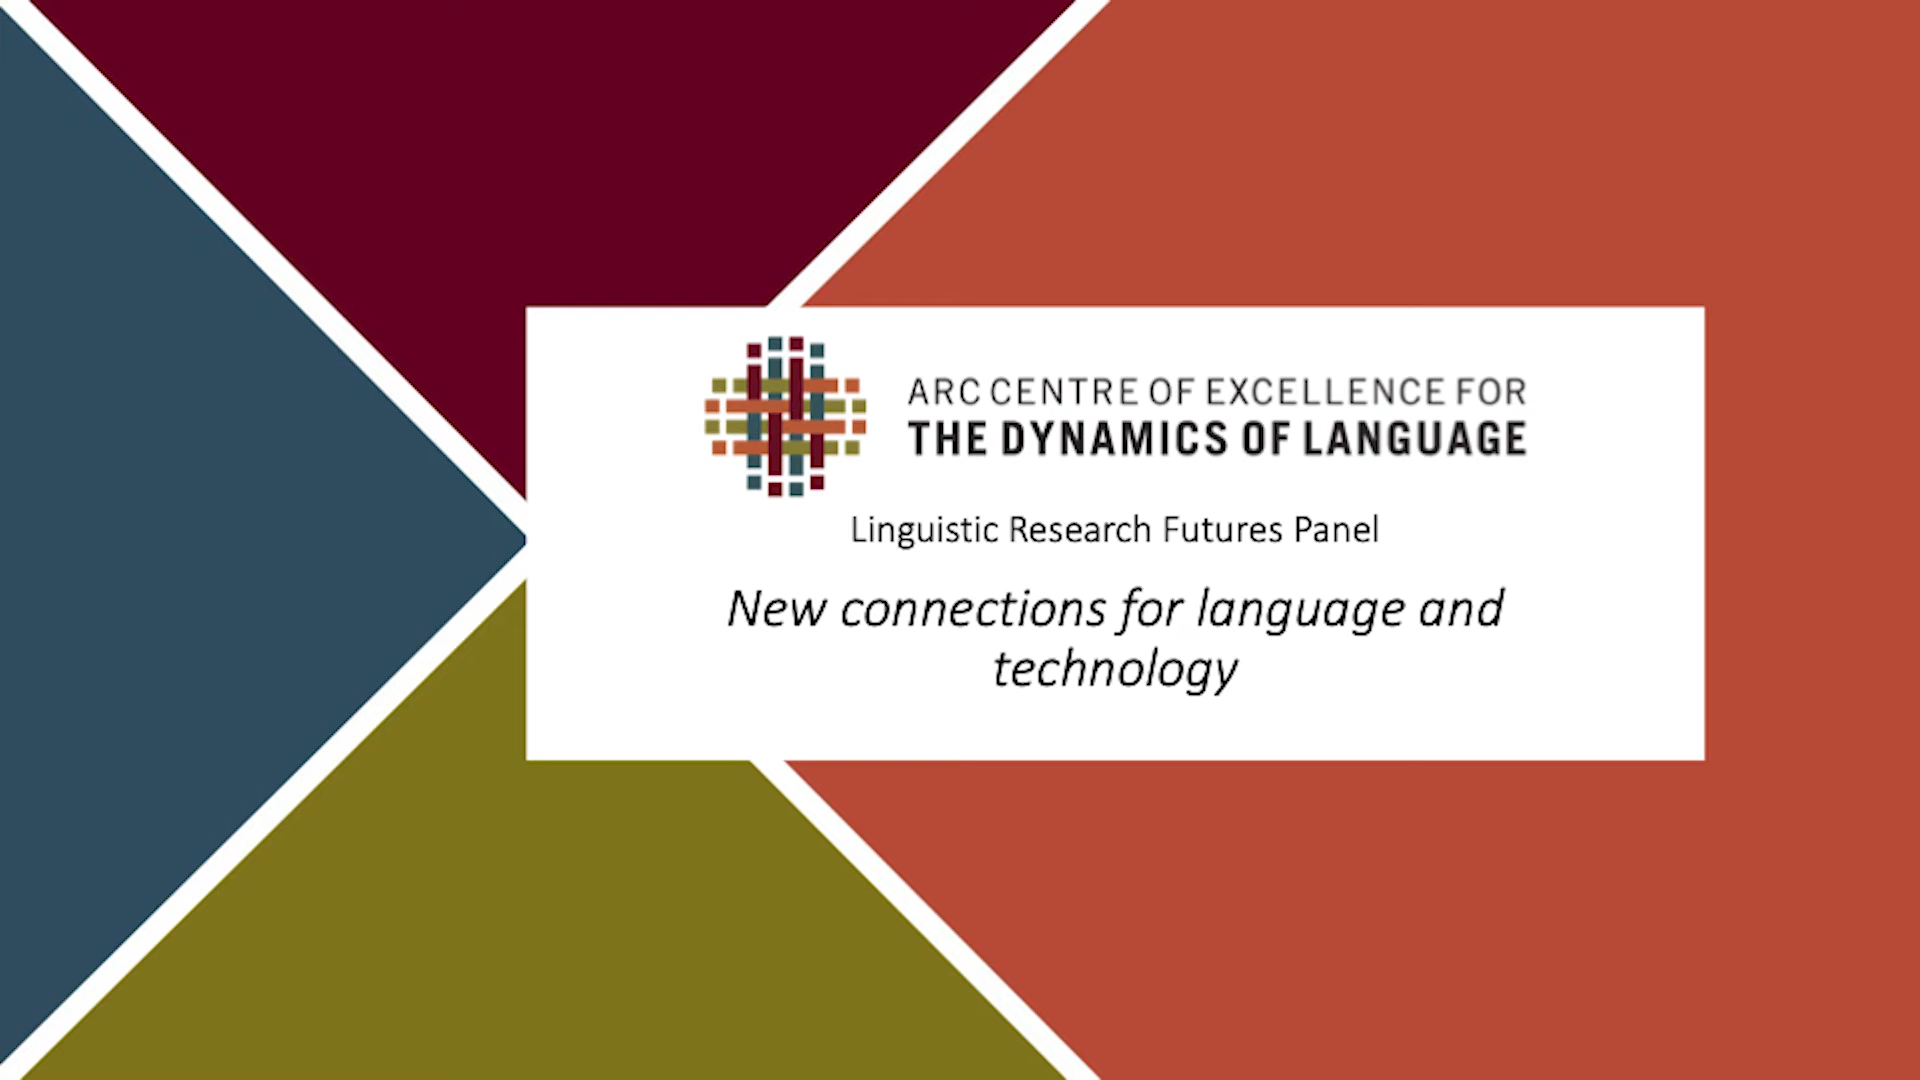 ARC CENTRE OF EXCELLENCE FOR
THE DYNAMICS OF LANGUAGE
Linguistic Research Futures Panel
New connections for language and
technology